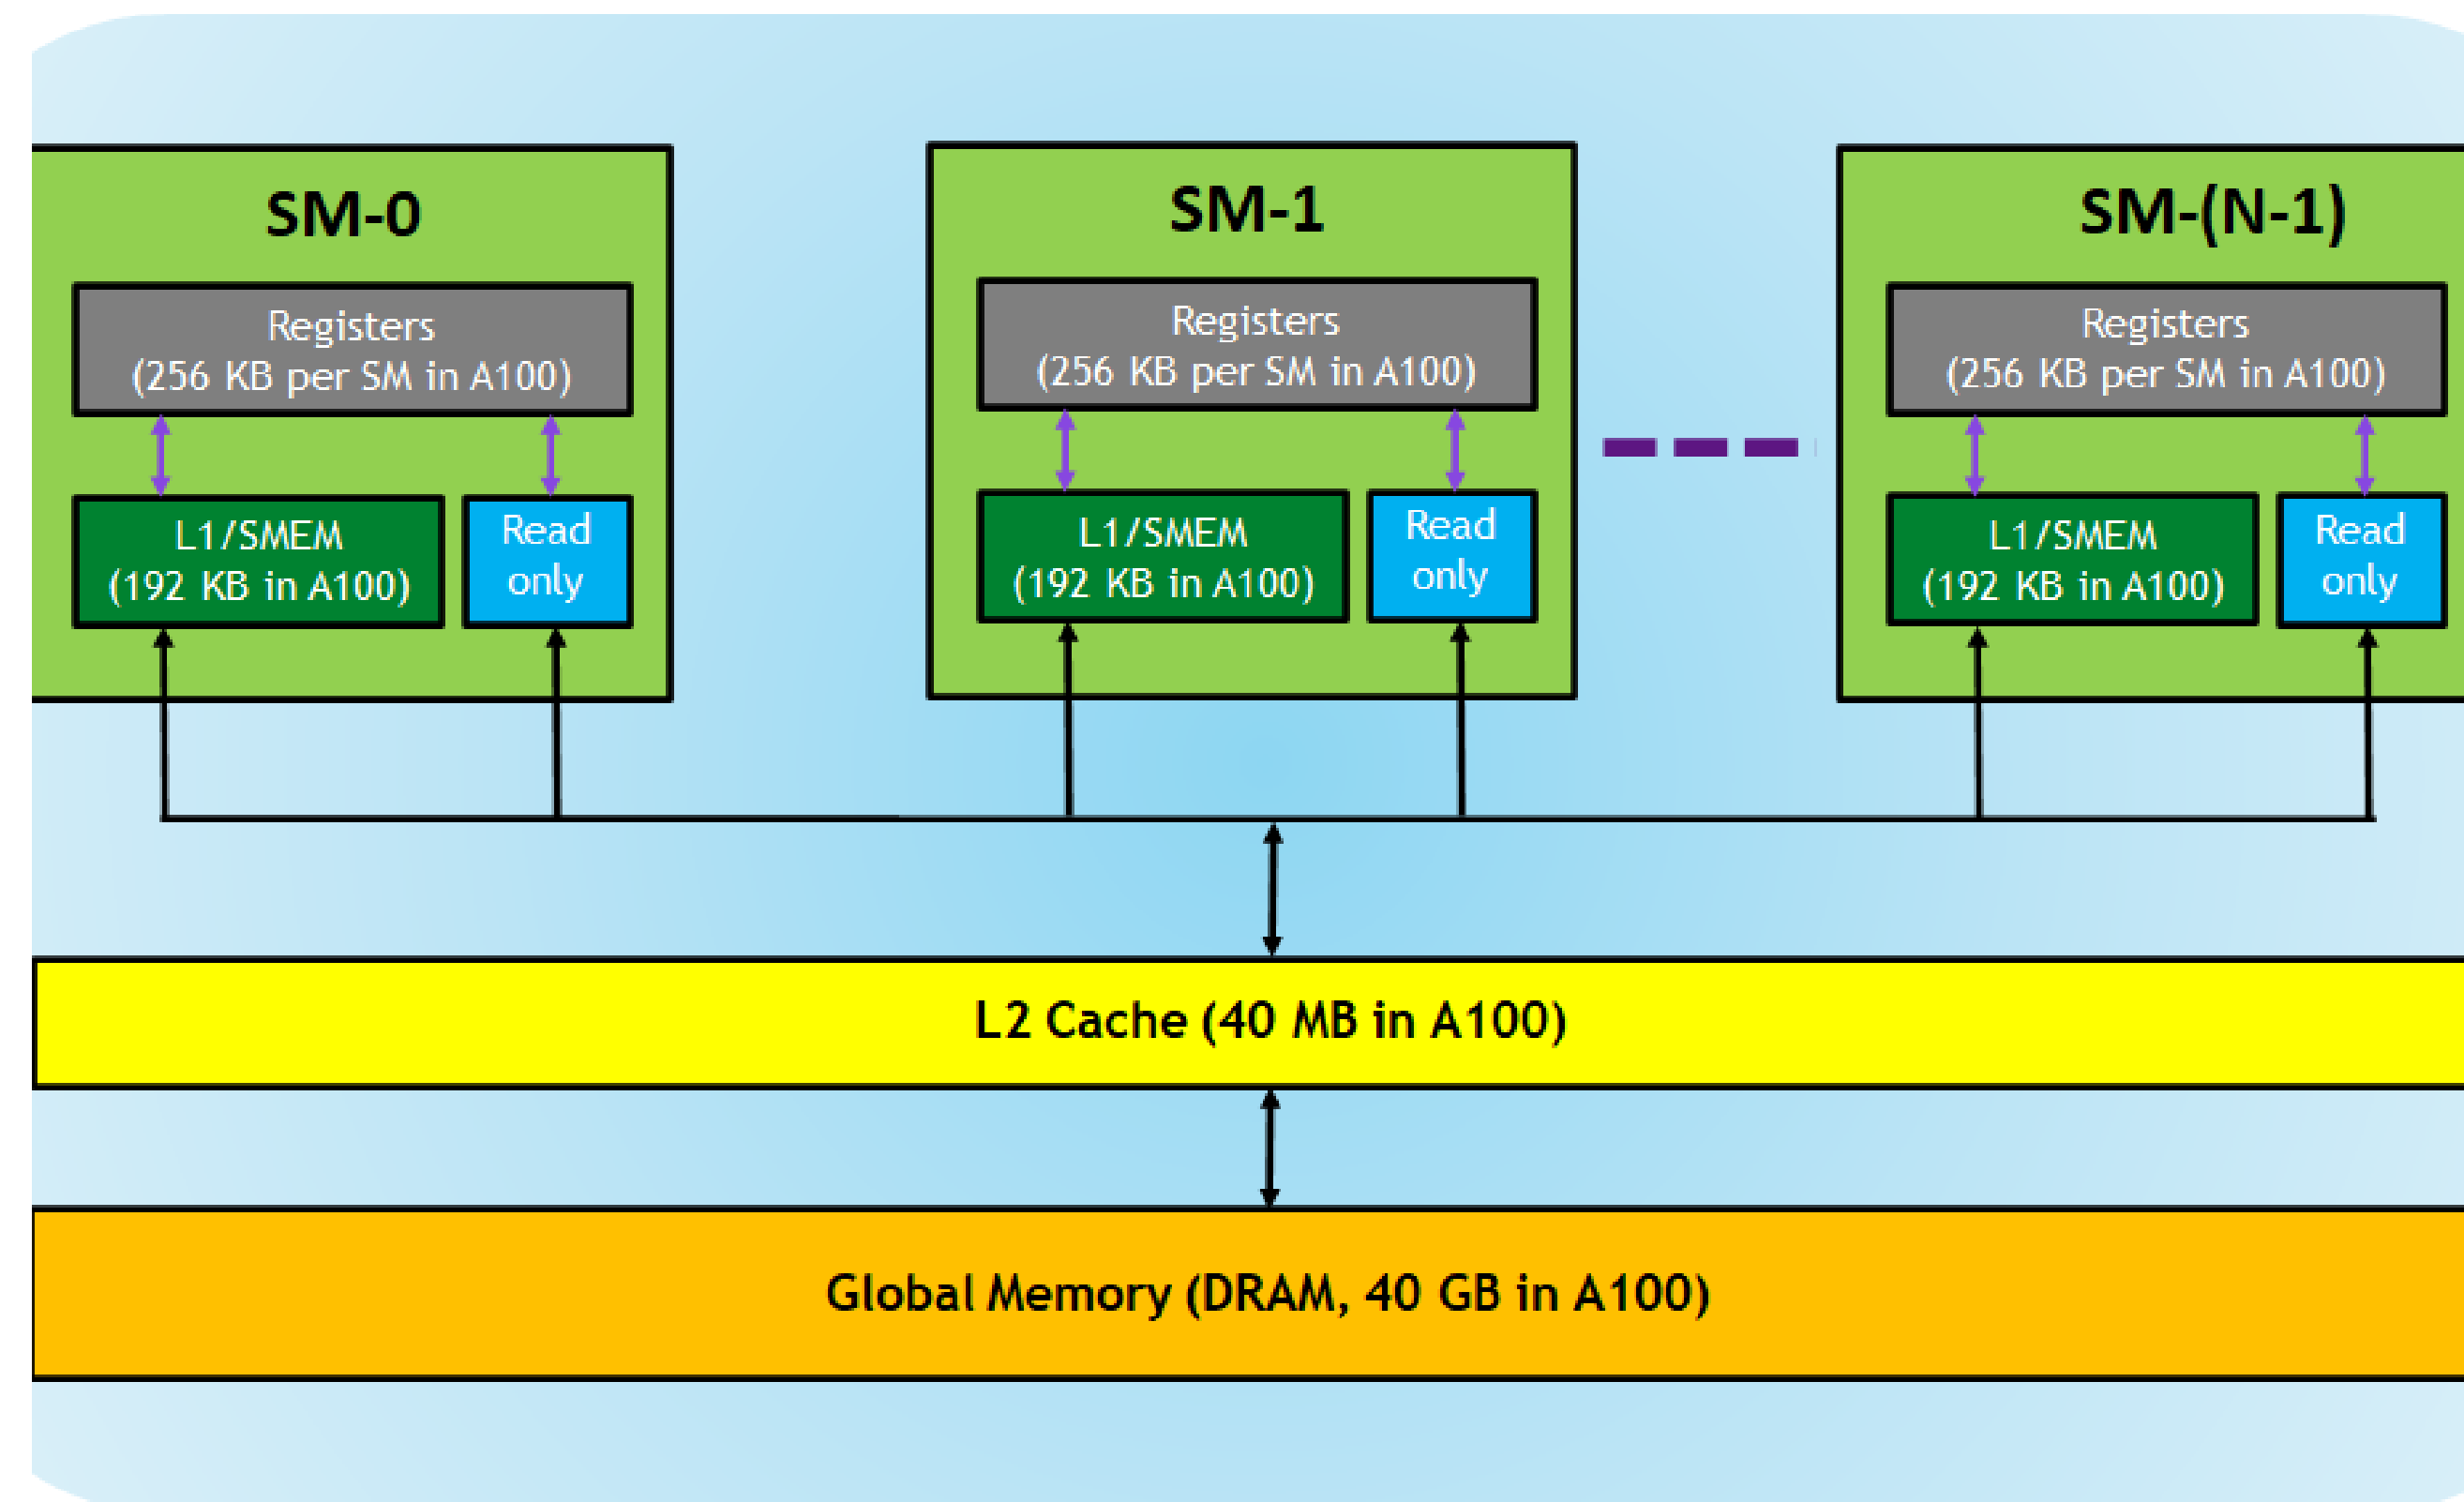 SM-0
Registers
(256 KB per SM in A100)
L1/SMEM
(192 KB in A100)
Read
only
SM-1
Registers
(256 KB per SM in A100)
L1/SMEM
(192 KB in A100)
Read
only
SM-(N-1)
Registers
(256 KB per SM in A100)
L1/SMEM
(192 KB in A100)
Read
only
L2 Cache (40 MB in A100)
Global Memory (DRAM, 40 GB in A100)